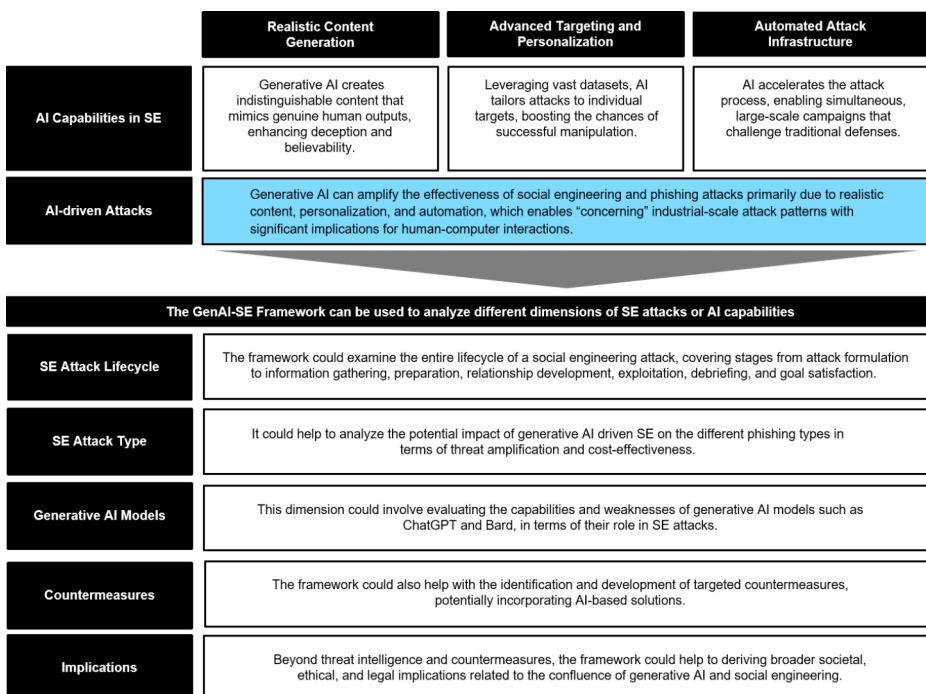 Realistic Content
Generation
Advanced Targeting and
Personalization
Automated Attack
Infrastructure
AI Capabilities in SE
Generative AI creates
indistinguishable content that
mimics genuine human outputs,
enhancing deception and
believability.
Leveraging vast datasets, AI
tailors attacks to individual
targets, boosting the chances of
successful manipulation.
AI accelerates the attack
process, enabling simultaneous,
large-scale campaigns that
challenge traditional defenses.
AI-driven Attacks
Generative AI can amplify the effectiveness of social engineering and phishing attacks primarily due to realistic
content, personalization, and automation, which enables “concerning” industrial-scale attack patterns with
significant implications for human-computer interactions.
The GenAI-SE Framework can be used to analyze different dimensions of SE attacks or AI capabilities
SE Attack Lifecycle
The framework could examine the entire lifecycle of a social engineering attack, covering stages from attack formulation
to information gathering, preparation, relationship development, exploitation, debriefing, and goal satisfaction.
SE Attack Type
It could help to analyze the potential impact of generative AI driven SE on the different phishing types in
terms of threat amplification and cost-effectiveness.
Generative AI Models
This dimension could involve evaluating the capabilities and weaknesses of generative AI models such as
ChatGPT and Bard, in terms of their role in SE attacks.
Countermeasures
The framework could also help with the identification and development of targeted countermeasures,
potentially incorporating AI-based solutions.
Implications
Beyond threat intelligence and countermeasures, the framework could help to deriving broader societal,
ethical, and legal implications related to the confluence of generative AI and social engineering.